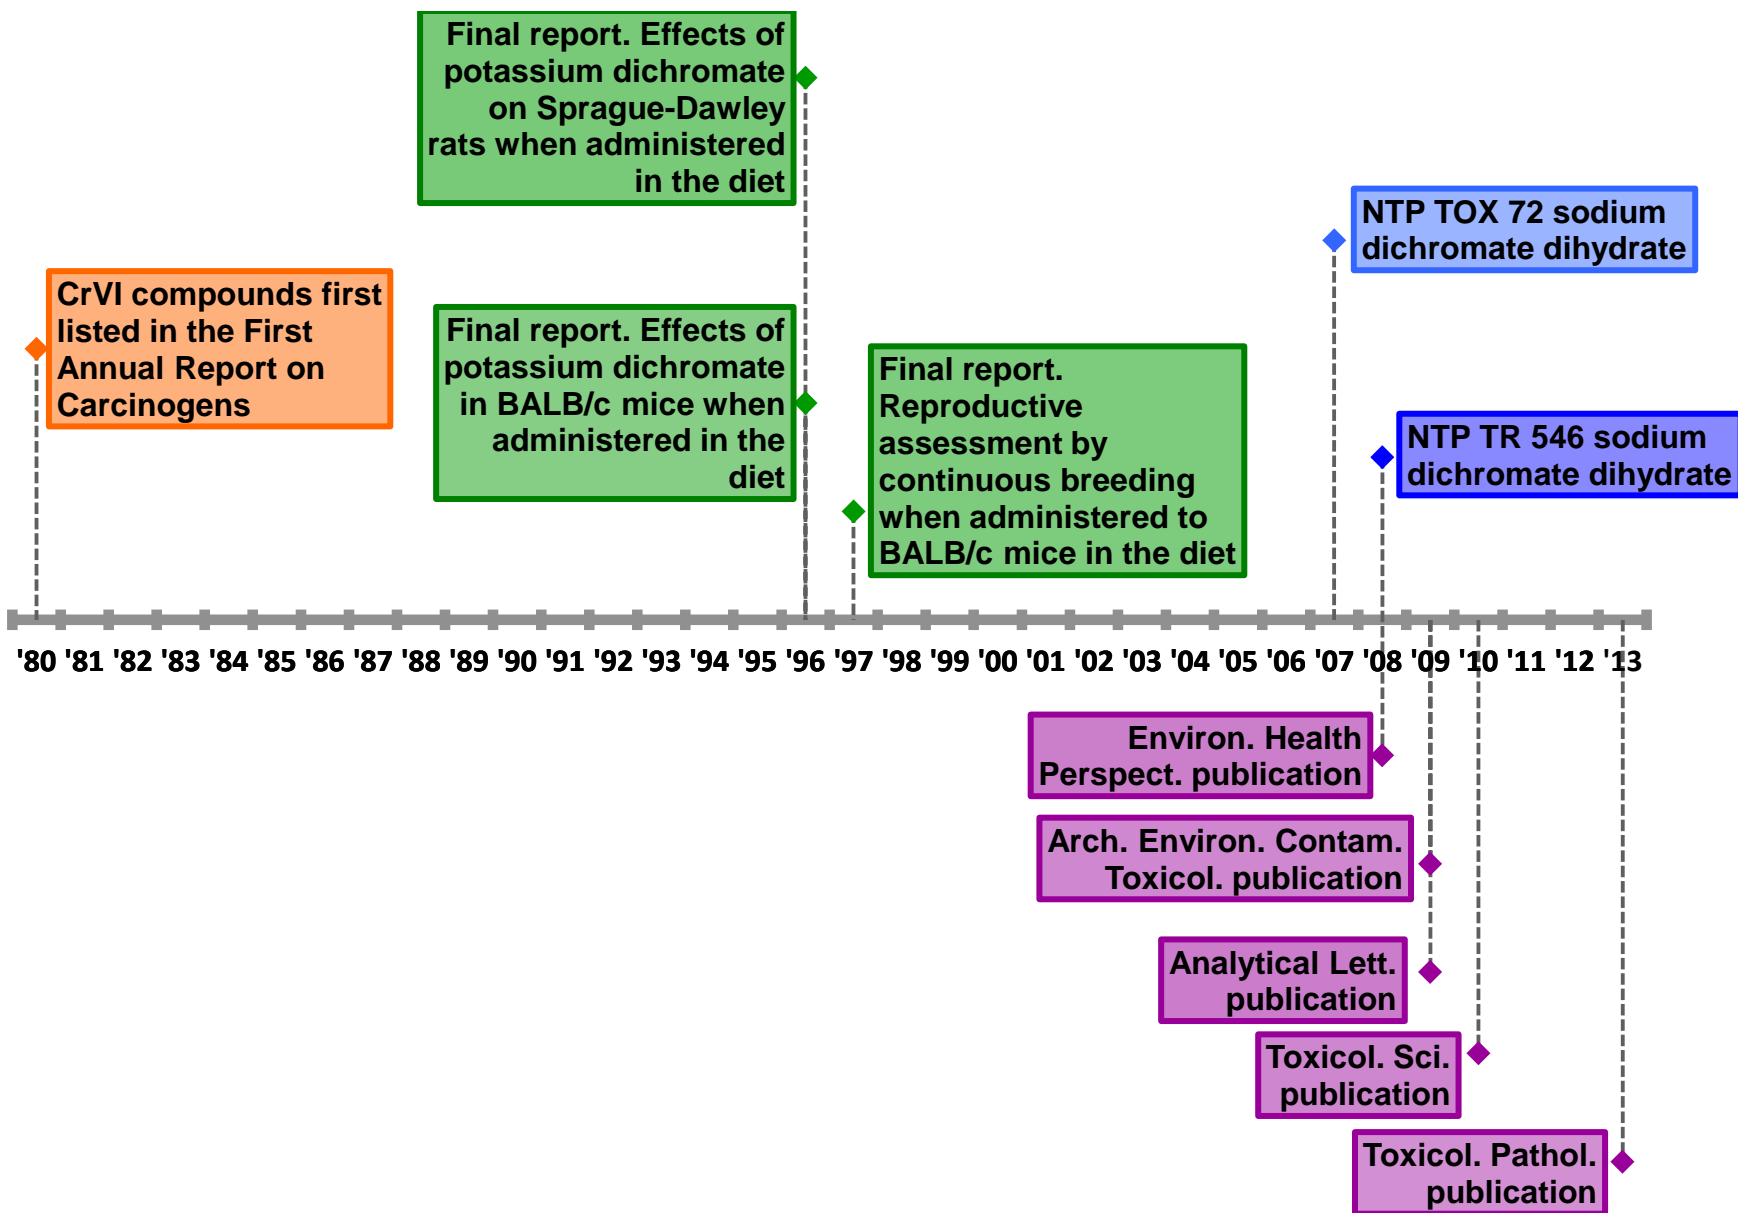 Final report. Effects of
potassium dichromate
on Sprague-Dawley
rats when administered
in the diet
NTP TOX 72 sodium
dichromate dihydrate
CrVI compounds first
listed in the First
Annual Report on
Carcinogens
Final report. Effects of
potassium dichromate
in BALB/c mice when
administered in the
diet
Final report.
Reproductive
assessment by
continuous breeding
when administered to
BALB/c mice in the diet
NTP TR 546 sodium
dichromate dihydrate
'80 '81 '82 '83 '84 '85 '86 '87 '88 '89 '90 '91 '92 '93 '94 '95 '96 '97 '98 '99 '00 '01 '02 '03 '04 '05 '06 '07 '08 '09 '10 '11 '12 '13
Environ. Health
Perspect. publication
Arch. Environ. Contam.
Toxicol. publication
Analytical Lett.
publication
Toxicol. Sci.
publication
Toxicol. Pathol.
publication